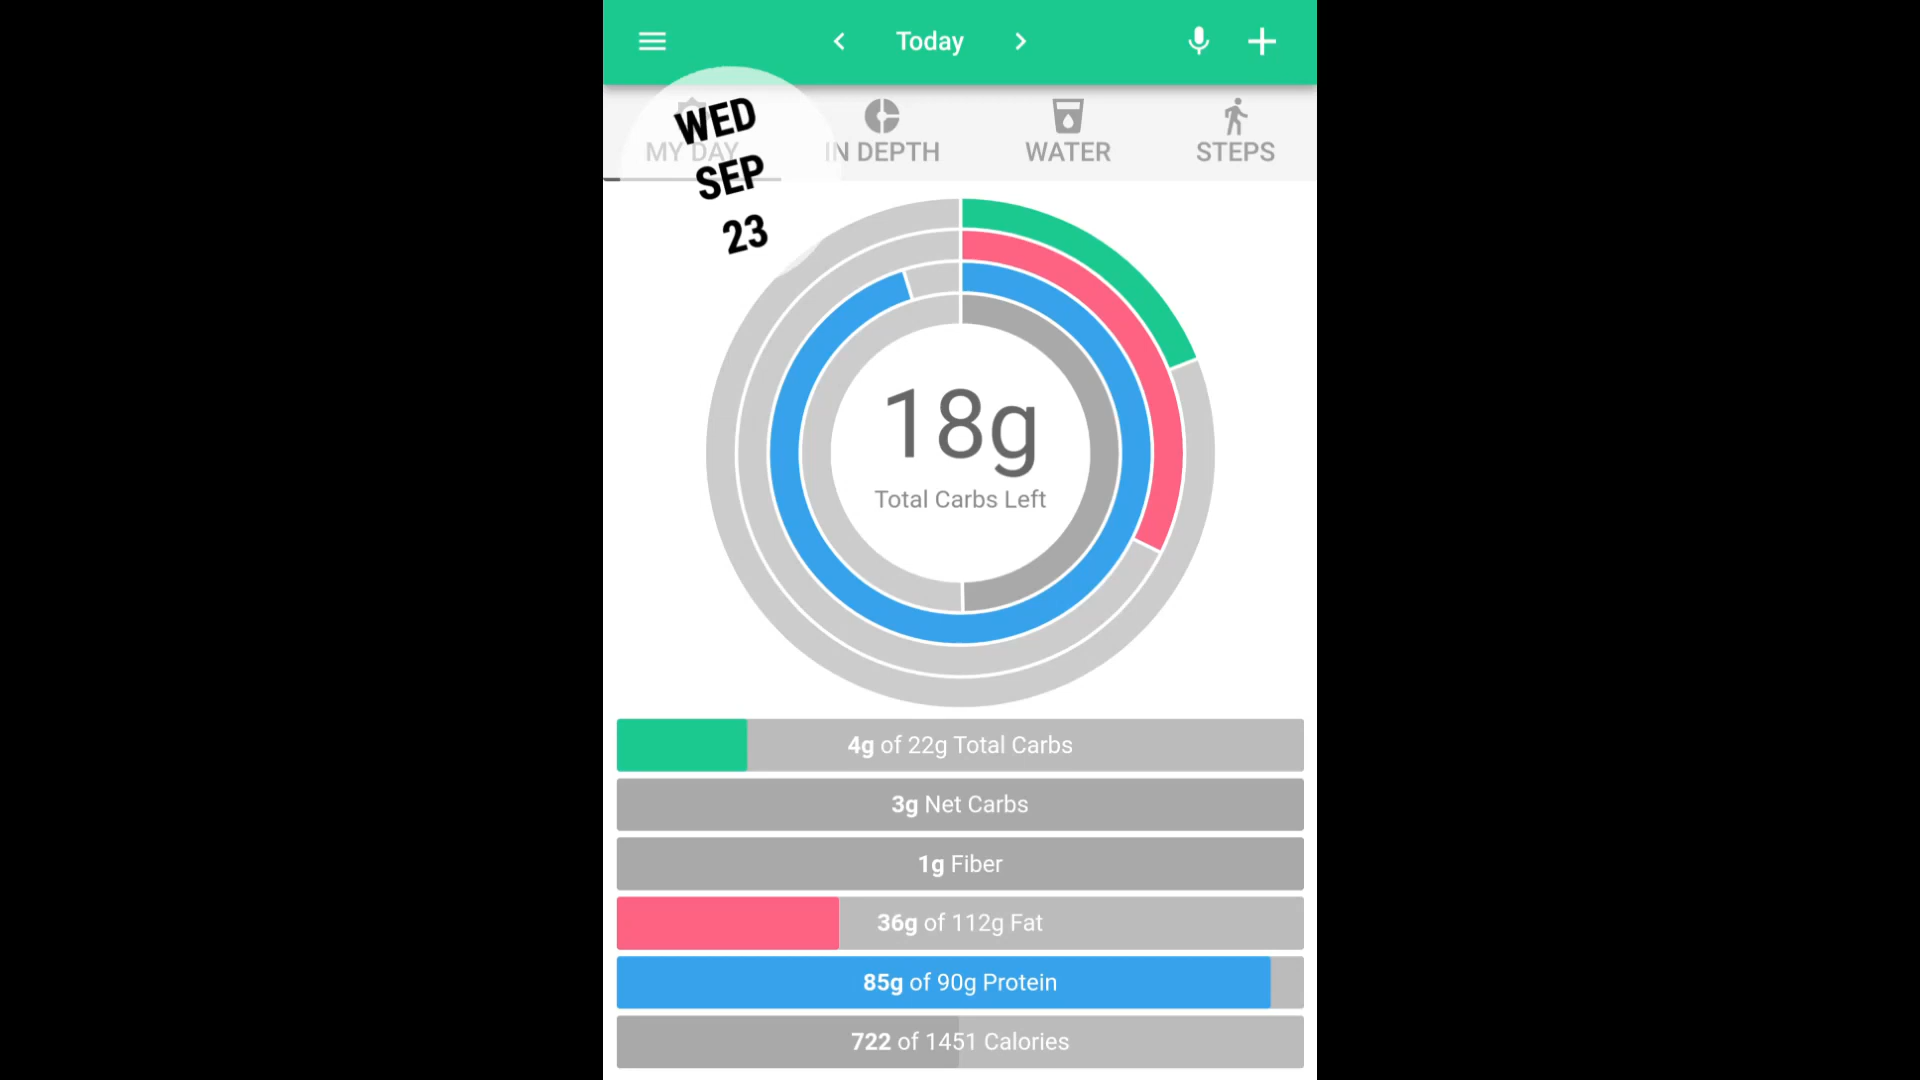 Today
WED
SEP
23
MY DAY
IN DEPTH
WATER
STEPS
18g
Total Carbs Left
4g of 22g Total Carbs
3g Net Carbs
1g Fiber
36g of 112g Fat
85g of 90g Protein
722 of 1451 Calories